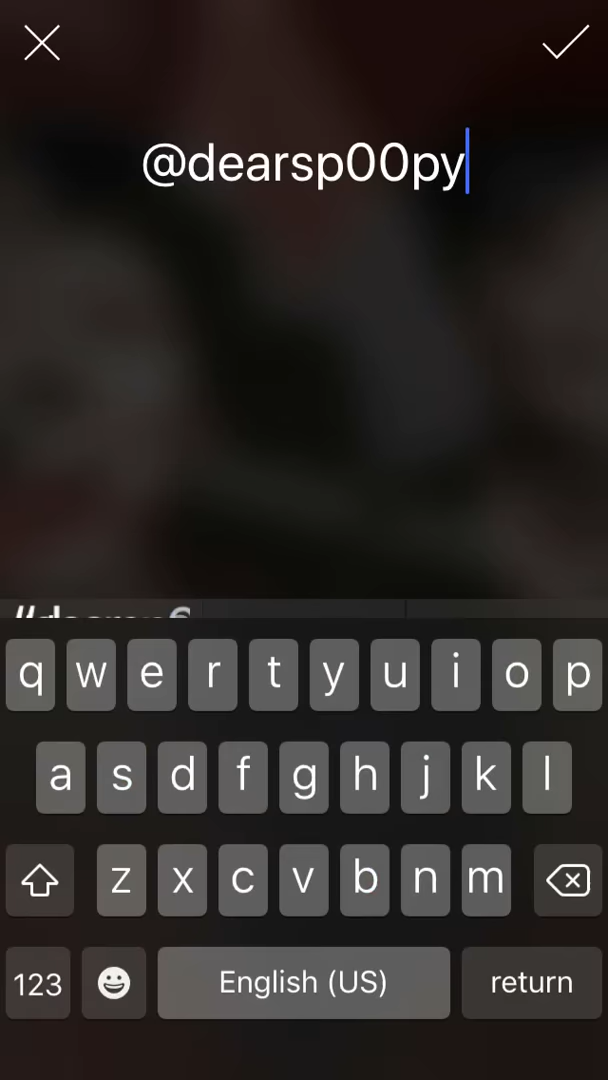 @dearsp00py
q w e r t y u i o p
a s d f g h j k l
z x c v b n m
123 English (US) return